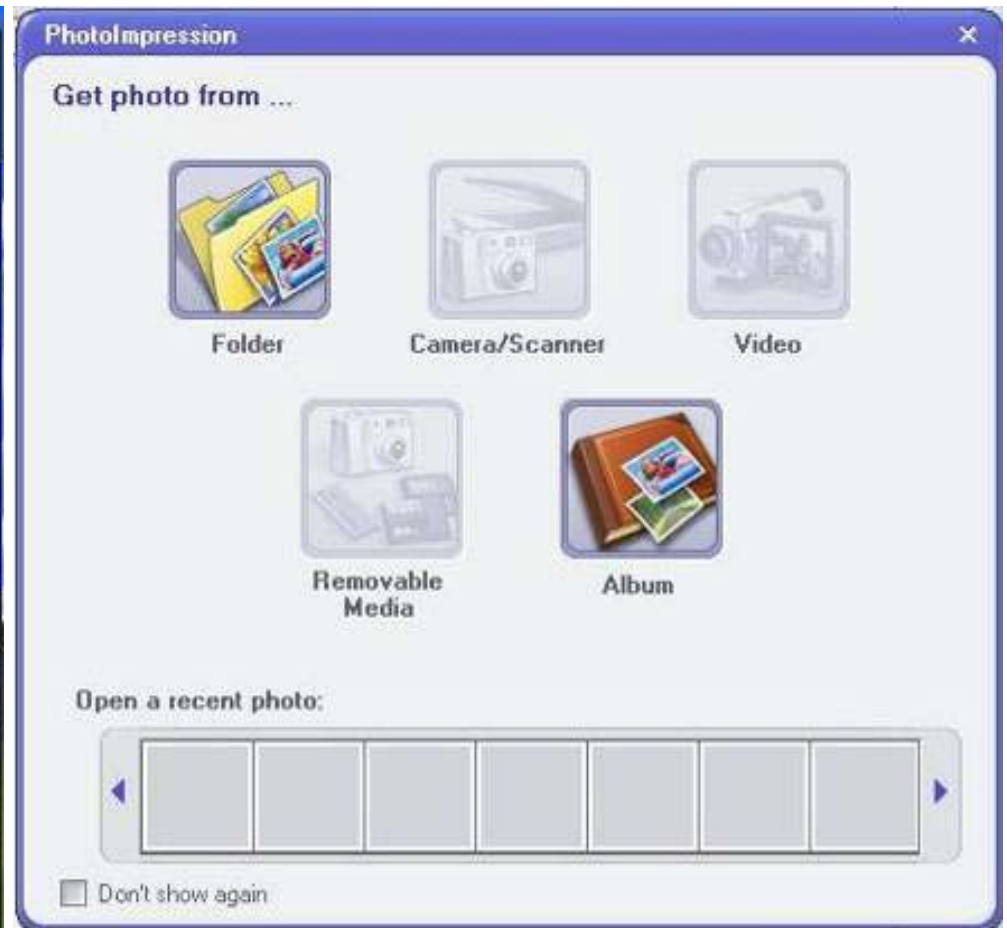 PhotoImpression
Get photo from ...
Folder
Camera/Scanner
Video
Removable
Media
Album
Open a recent photo:
Don't show again